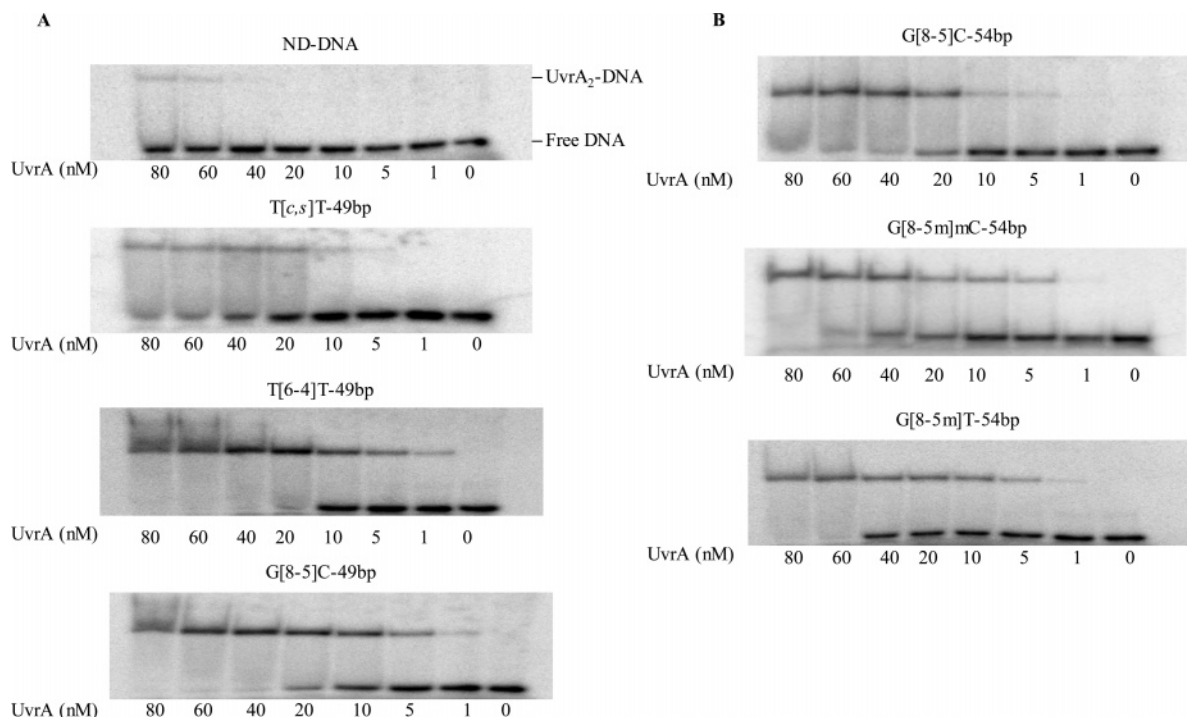 A
ND-DNA
UvrA₂-DNA
Free DNA
UvrA (nM) 80 60 40 20 10 5 1 0
T[c,s]T-49bp
UvrA (nM) 80 60 40 20 10 5 1 0
T[6-4]T-49bp
UvrA (nM) 80 60 40 20 10 5 1 0
G[8-5]C-49bp
UvrA (nM) 80 60 40 20 10 5 1 0
B
G[8-5]C-54bp
UvrA (nM) 80 60 40 20 10 5 1 0
G[8-5m]mC-54bp
UvrA (nM) 80 60 40 20 10 5 1 0
G[8-5m]T-54bp
UvrA (nM) 80 60 40 20 10 5 1 0